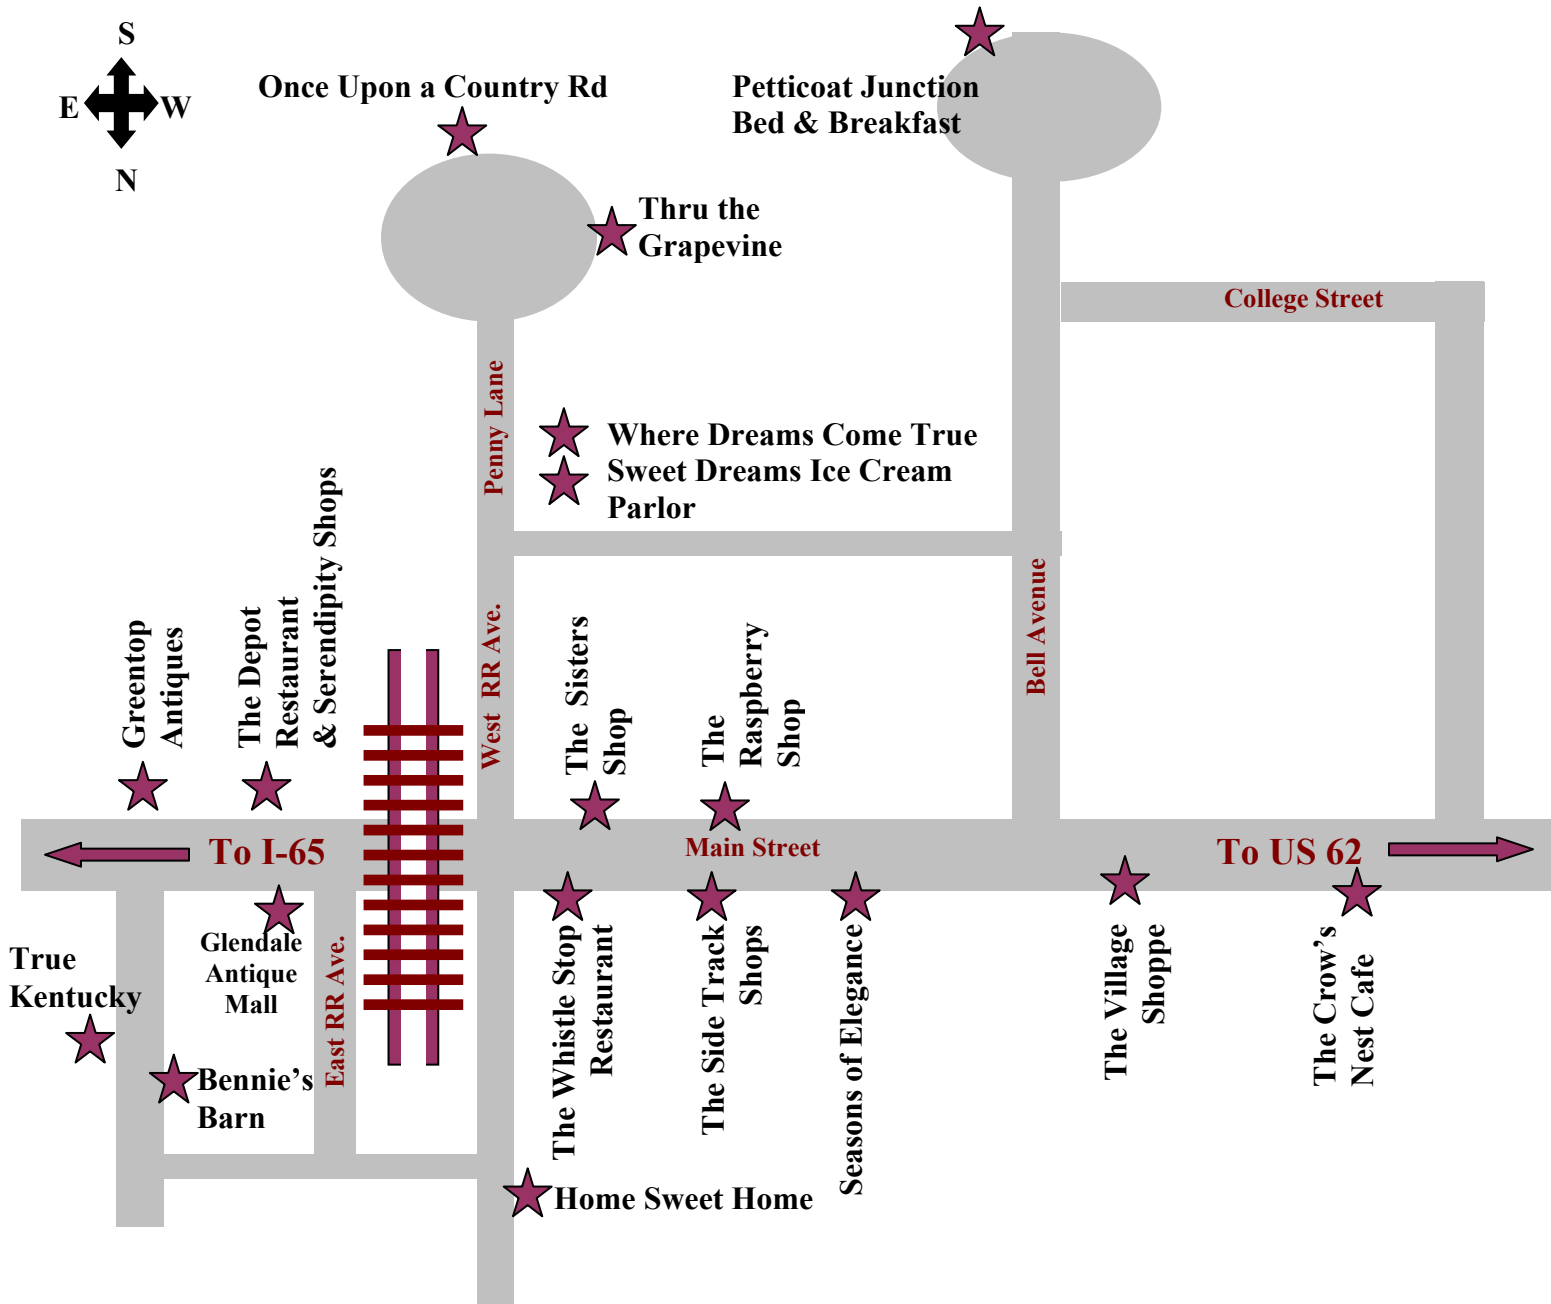 S
E
W
N
Once Upon a Country Rd
Petticoat Junction
Bed & Breakfast
Thru the
Grapevine
College Street
Penny Lane
Where Dreams Come True
Sweet Dreams Ice Cream
Parlor
Greentop
Antiques
The Depot
Restaurant
& Serendipity Shops
West RR Ave.
The Sisters
Shop
The
Raspberry
Shop
Bell Avenue
To I-65
Main Street
To US 62
True
Kentucky
Glendale
Antique
Mall
East RR Ave.
Bennie's
Barn
The Whistle Stop
Restaurant
The Side Track
Shops
Seasons of Elegance
The Village
Shoppe
The Crow's
Nest Cafe
Home Sweet Home